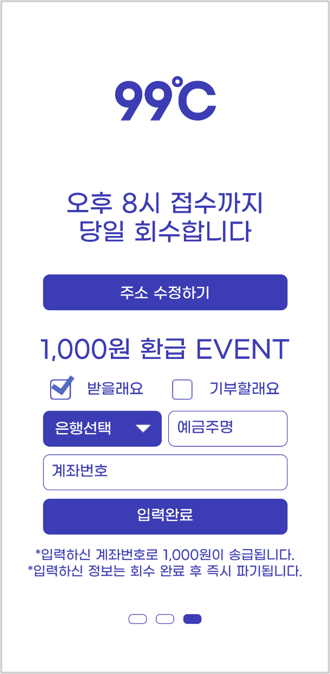 99℃
오후 8시 접수까지
당일 회수합니다
주소 수정하기
1,000원 환급 EVENT
받을래요 기부할래요
은행선택 예금주명
계좌번호
입력완료
*입력하신 계좌번호로 1,000원이 송급됩니다.
*입력하신 정보는 회수 완료 후 즉시 파기됩니다.